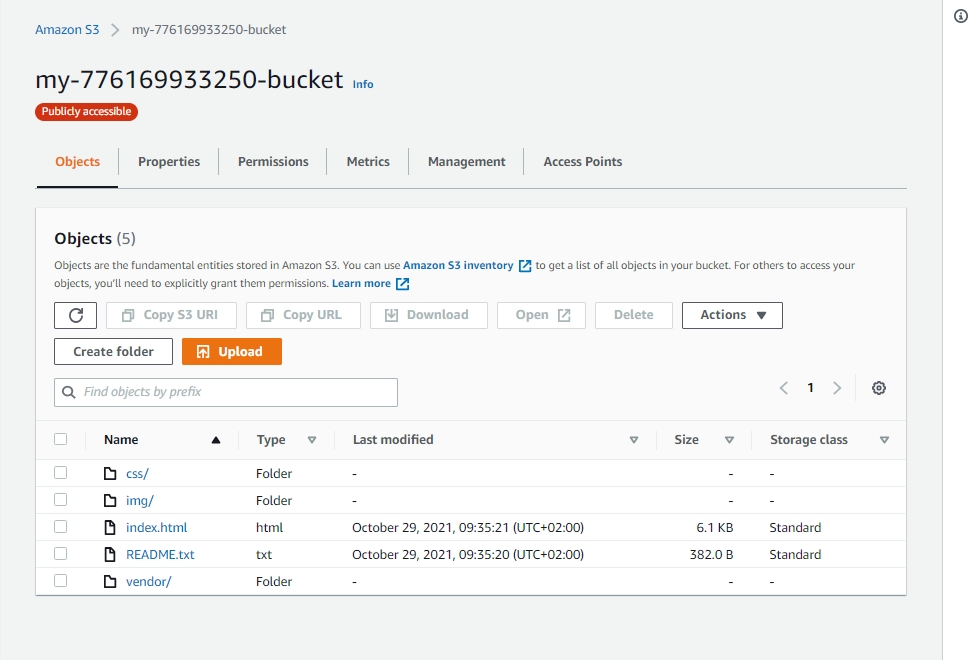 Amazon S3 > my-776169933250-bucket
my-776169933250-bucket Info
Publicly accessible
Objects Properties Permissions Metrics Management Access Points
Objects (5)
Objects are the fundamental entities stored in Amazon S3. You can use Amazon S3 inventory to get a list of all objects in your bucket. For others to access your
objects, you'll need to explicitly grant them permissions. Learn more
Copy S3 URI Copy URL Download Open Delete Actions
Create folder Upload
Find objects by prefix 1
Name Type Last modified Size Storage class
css/ Folder - - -
img/ Folder - - -
index.html html October 29, 2021, 09:35:21 (UTC+02:00) 6.1 KB Standard
README.txt txt October 29, 2021, 09:35:20 (UTC+02:00) 382.0 B Standard
vendor/ Folder - - -